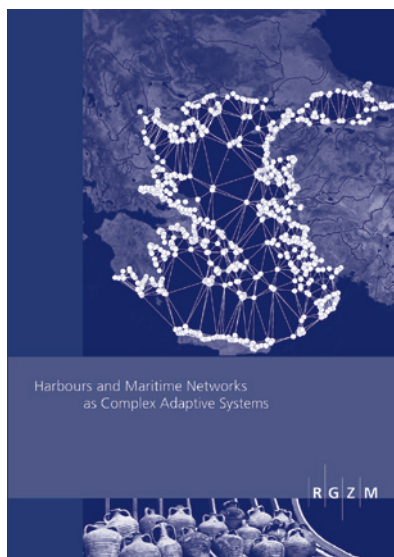 Harbours and Maritime Networks
as Complex Adaptive Systems
R|G|Z|M